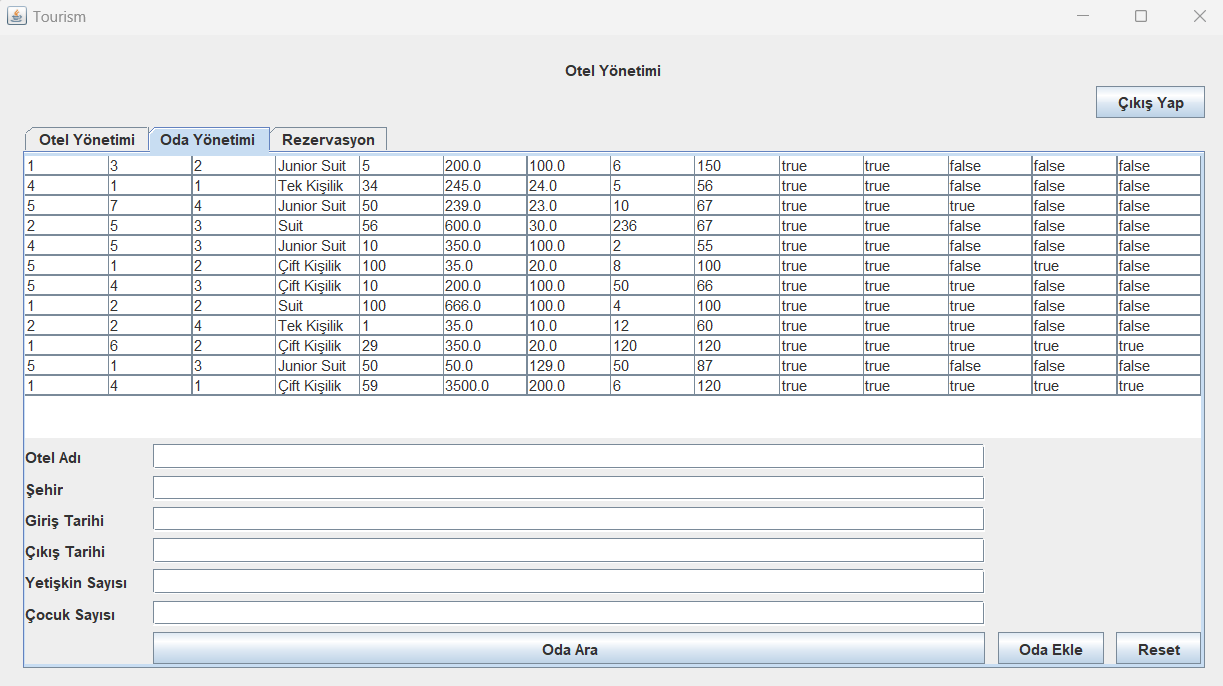 Tourism
Otel Yönetimi
Çıkış Yap
Otel Yönetimi Oda Yönetimi Rezervasyon
1 3 2 Junior Suit 5 200.0 100.0 6 150 true true false false false
4 1 1 Tek Kişilik 34 245.0 24.0 5 56 true true false false false
5 7 4 Junior Suit 50 239.0 23.0 10 67 true true true false false
2 5 3 Suit 56 600.0 30.0 236 67 true true false false false
4 5 3 Junior Suit 10 350.0 100.0 2 55 true true false false false
5 1 2 Çift Kişilik 100 35.0 20.0 8 100 true true false true false
5 4 3 Çift Kişilik 10 200.0 100.0 50 66 true true true false false
1 2 2 Suit 100 666.0 100.0 4 100 true true true true false
2 2 4 Tek Kişilik 1 35.0 10.0 12 60 true true true false false
1 6 2 Çift Kişilik 29 350.0 20.0 120 120 true true true true true
5 1 3 Junior Suit 50 50.0 129.0 50 87 true true false false false
1 4 1 Çift Kişilik 59 3500.0 200.0 6 120 true true true true true
Otel Adı
Şehir
Giriş Tarihi
Çıkış Tarihi
Yetişkin Sayısı
Çocuk Sayısı
Oda Ara Oda Ekle Reset